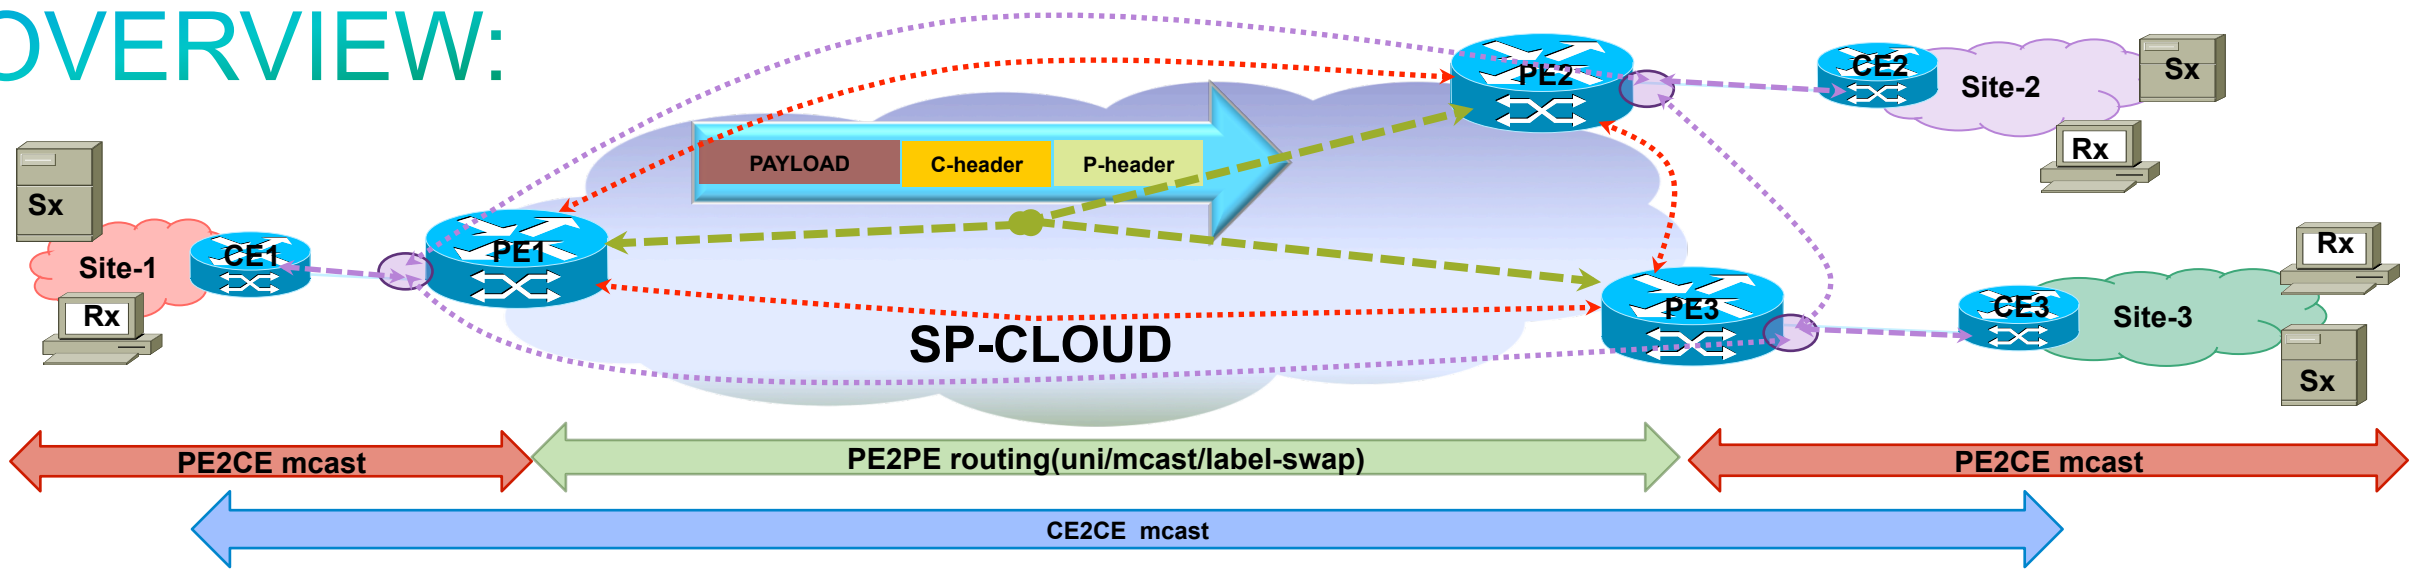 OVERVIEW:
PE2
CE2
Site-2
Sx
Rx
PAYLOAD C-header P-header
Sx
Site-1
CE1
PE1
Rx
Rx
PE3
CE3
Site-3
Sx
SP-CLOUD
PE2CE mcast
PE2PE routing(uni/mcast/label-swap)
PE2CE mcast
CE2CE mcast